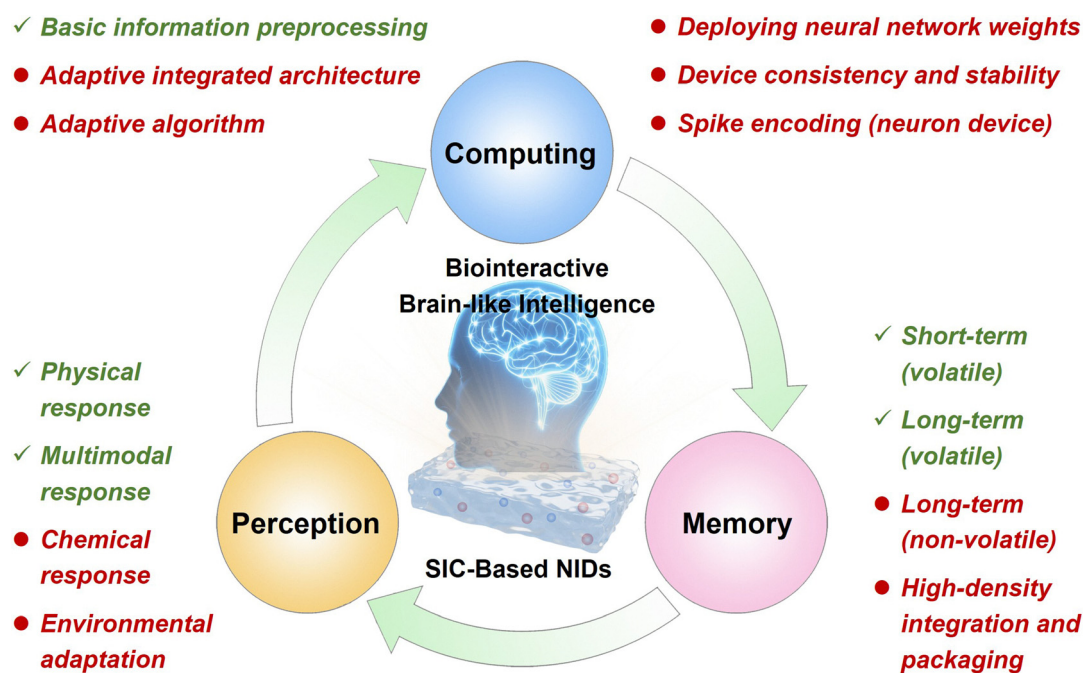 ✓ Basic information preprocessing
● Adaptive integrated architecture
● Adaptive algorithm
● Deploying neural network weights
● Device consistency and stability
● Spike encoding (neuron device)
Computing
Biointeractive
Brain-like Intelligence
✓ Physical
response
✓ Multimodal
response
● Chemical
response
● Environmental
adaptation
Perception
SIC-Based NIDs
Memory
✓ Short-term
(volatile)
✓ Long-term
(volatile)
● Long-term
(non-volatile)
● High-density
integration and
packaging